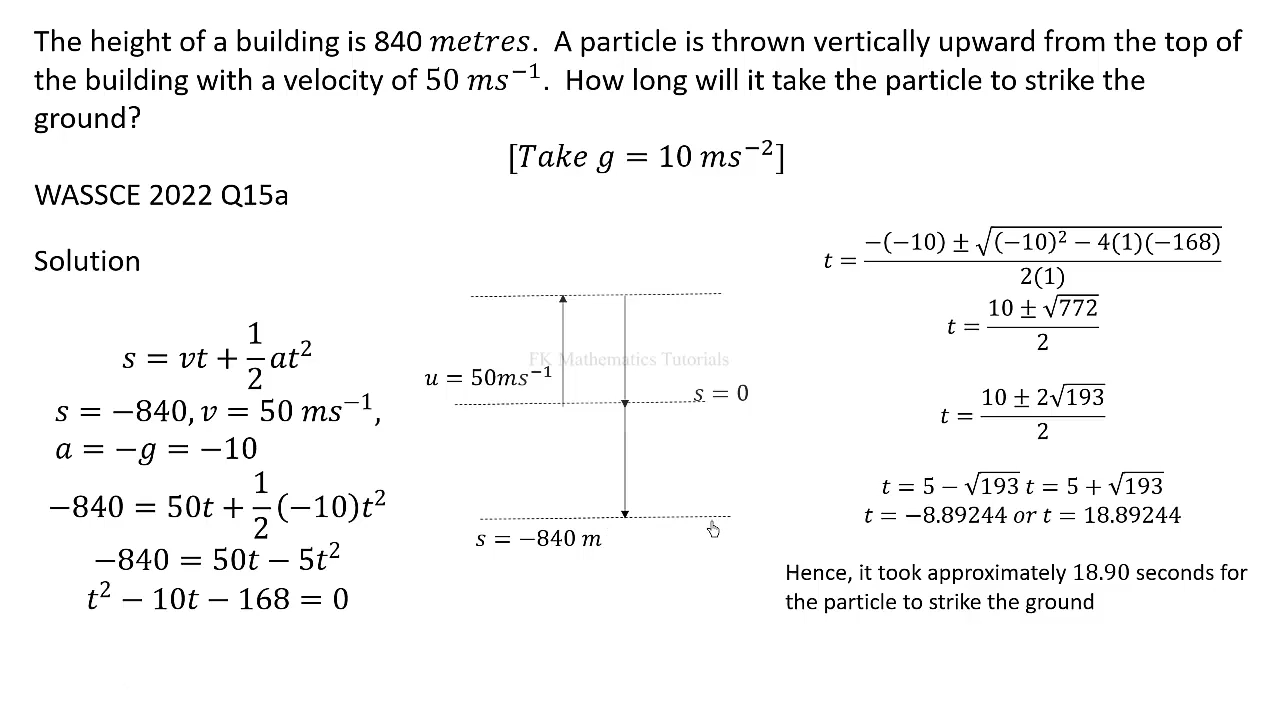 The height of a building is 840 metres. A particle is thrown vertically upward from the top of
the building with a velocity of 50 ms⁻¹. How long will it take the particle to strike the
ground?
[Take g = 10 ms⁻²]
WASSCE 2022 Q15a
Solution
s = vt + 1/2 at²
s = −840, v = 50 ms⁻¹,
a = −g = −10
−840 = 50t + 1/2 (−10)t²
−840 = 50t − 5t²
t² − 10t − 168 = 0
FK Mathematics Tutorials
u = 50ms⁻¹
s = 0
s = −840 m
t = (−(−10) ± √((−10)² − 4(1)(−168))) / 2(1)
t = (10 ± √772) / 2
t = (10 ± 2√193) / 2
t = 5 − √193 t = 5 + √193
t = −8.89244 or t = 18.89244
Hence, it took approximately 18.90 seconds for
the particle to strike the ground